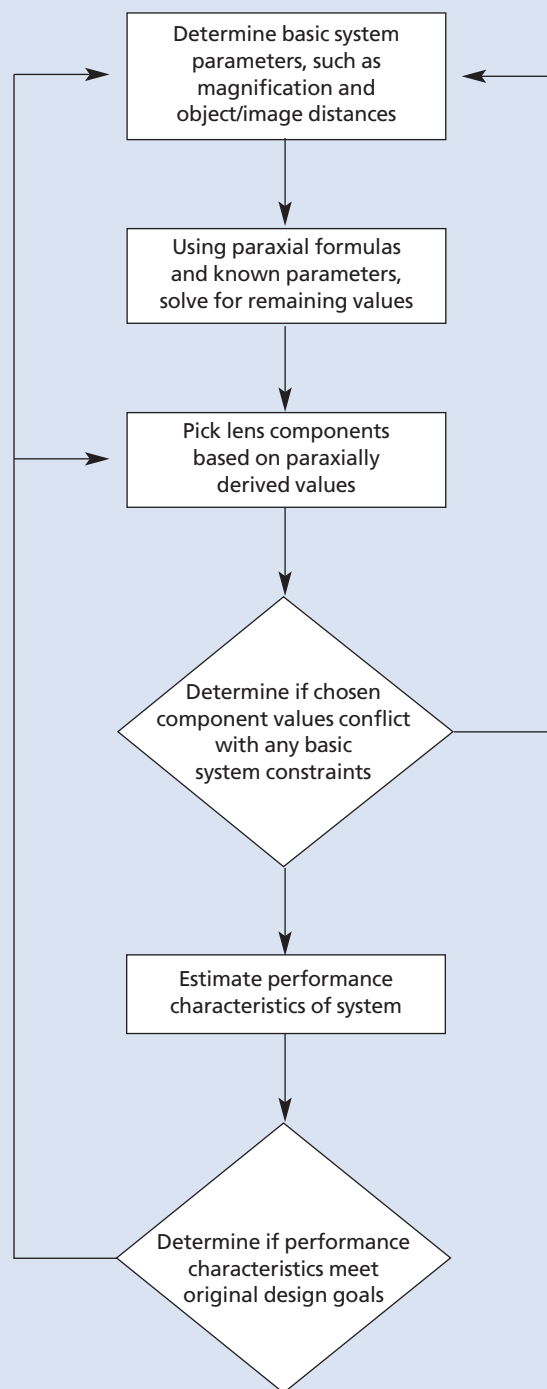 Determine basic system
parameters, such as
magnification and
object/image distances
Using paraxial formulas
and known parameters,
solve for remaining values
Pick lens components
based on paraxially
derived values
Determine if chosen
component values conflict
with any basic
system constraints
Estimate performance
characteristics of system
Determine if performance
characteristics meet
original design goals